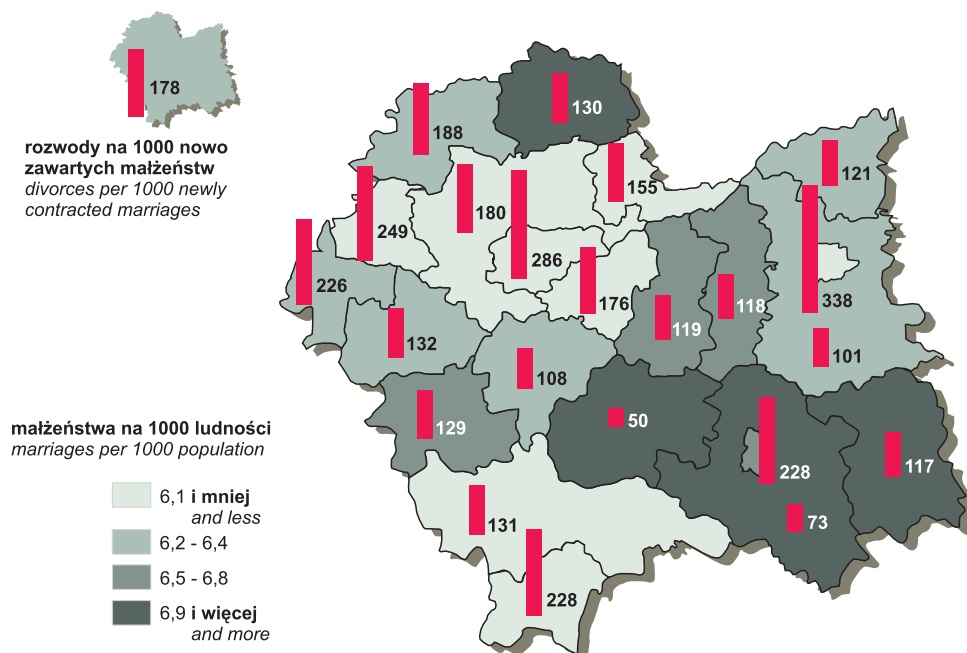 178
rozwody na 1000 nowo
zawartych małżeństw
divorces per 1000 newly
contracted marriages
130
188
121
155
180
249
286
226
176
338
118
119
132
101
108
50
129
228
117
73
131
228
małżeństwa na 1000 ludności
marriages per 1000 population
6,1 i mniej
and less
6,2 - 6,4
6,5 - 6,8
6,9 i więcej
and more